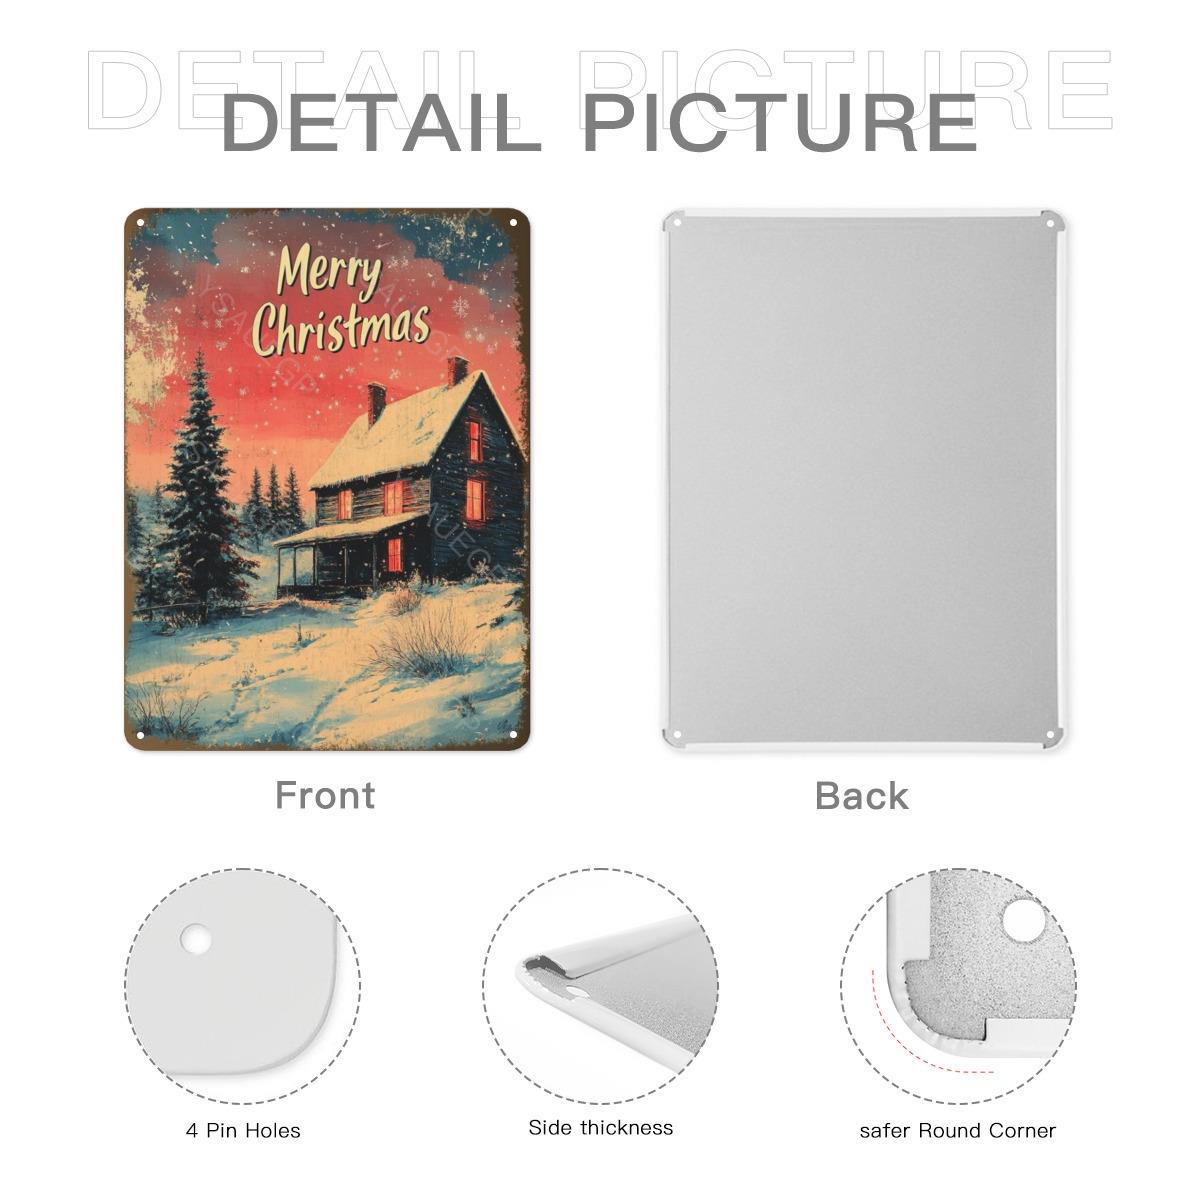 DETAIL PICTURE
DETAIL PICTURE
Merry
Christmas
Front
Back
4 Pin Holes
Side thickness
safer Round Corner